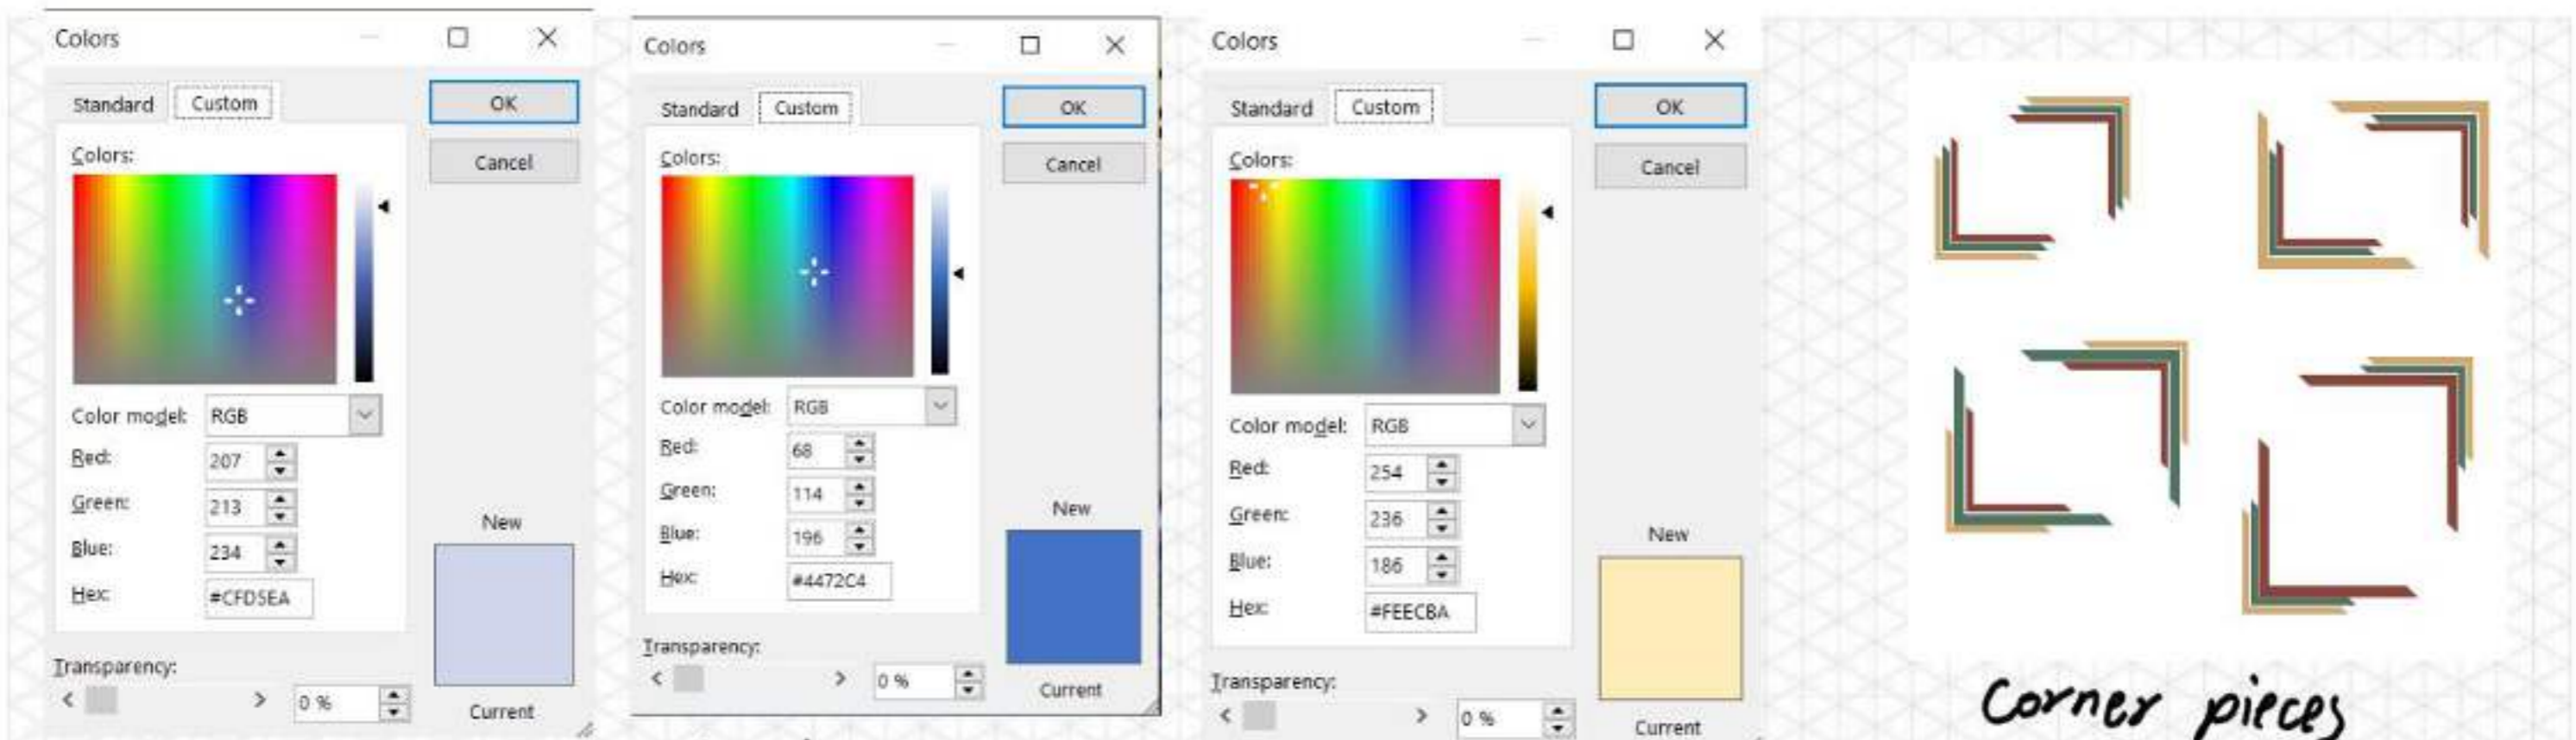 Colors
Standard Custom
OK
Cancel
Colors:
Color model: RGB
Red: 207
Green: 213
Blue: 234
Hex: #CFD5EA
Transparency:
0 %
New
Current
Colors
Standard Custom
OK
Cancel
Colors:
Color model: RGB
Red: 68
Green: 114
Blue: 196
Hex: #4472C4
Transparency:
0 %
New
Current
Colors
Standard Custom
OK
Cancel
Colors:
Color model: RGB
Red: 254
Green: 236
Blue: 186
Hex: #FEECBA
Transparency:
0 %
New
Current
Corner pieces